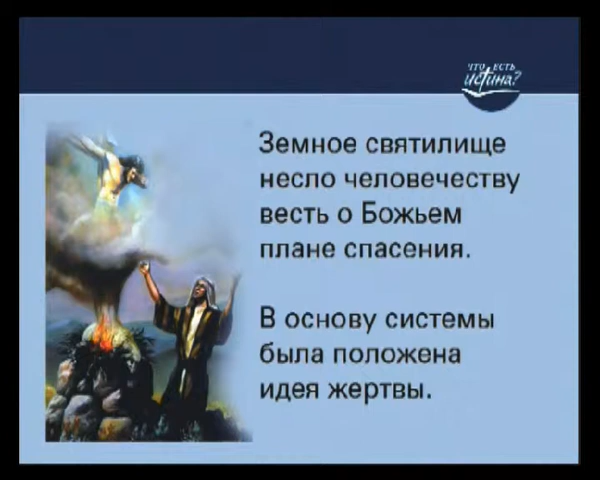 ЧТО ЕСТЬ
ИСТИНА?
Земное святилище
несло человечеству
весть о Божьем
плане спасения.
В основу системы
была положена
идея жертвы.